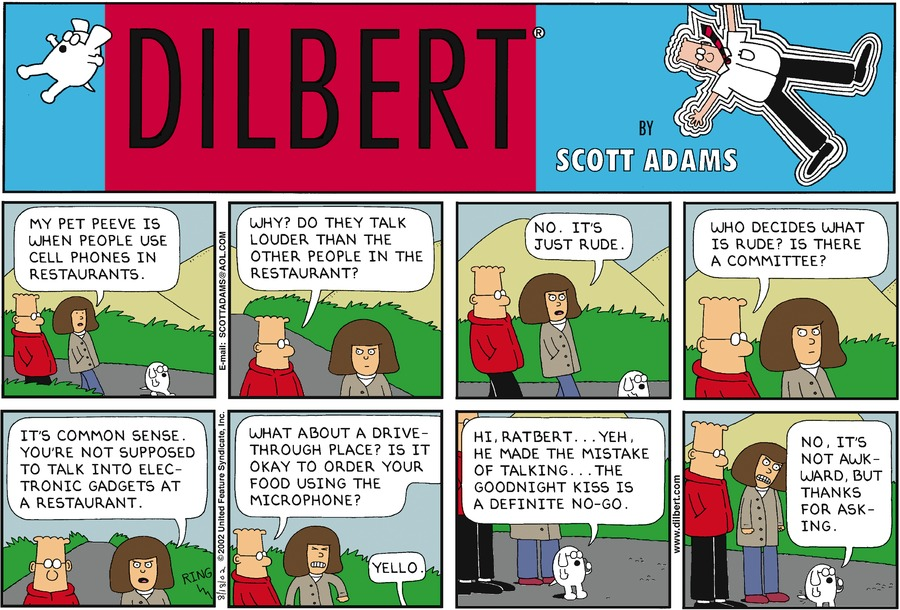 DILBERT®
BY
SCOTT ADAMS
MY PET PEEVE IS
WHEN PEOPLE USE
CELL PHONES IN
RESTAURANTS.
E-mail: SCOTTADAMS@AOL.COM
WHY? DO THEY TALK
LOUDER THAN THE
OTHER PEOPLE IN THE
RESTAURANT?
NO. IT'S
JUST RUDE.
WHO DECIDES WHAT
IS RUDE? IS THERE
A COMMITTEE?
IT'S COMMON SENSE.
YOU'RE NOT SUPPOSED
TO TALK INTO ELEC-
TRONIC GADGETS AT
A RESTAURANT.
RING
8/18/02 © 2002 United Feature Syndicate, Inc.
WHAT ABOUT A DRIVE-
THROUGH PLACE? IS IT
OKAY TO ORDER YOUR
FOOD USING THE
MICROPHONE?
YELLO.
HI, RATBERT...YEH,
HE MADE THE MISTAKE
OF TALKING...THE
GOODNIGHT KISS IS
A DEFINITE NO-GO.
www.dilbert.com
NO, IT'S
NOT AWK-
WARD, BUT
THANKS
FOR ASK-
ING.